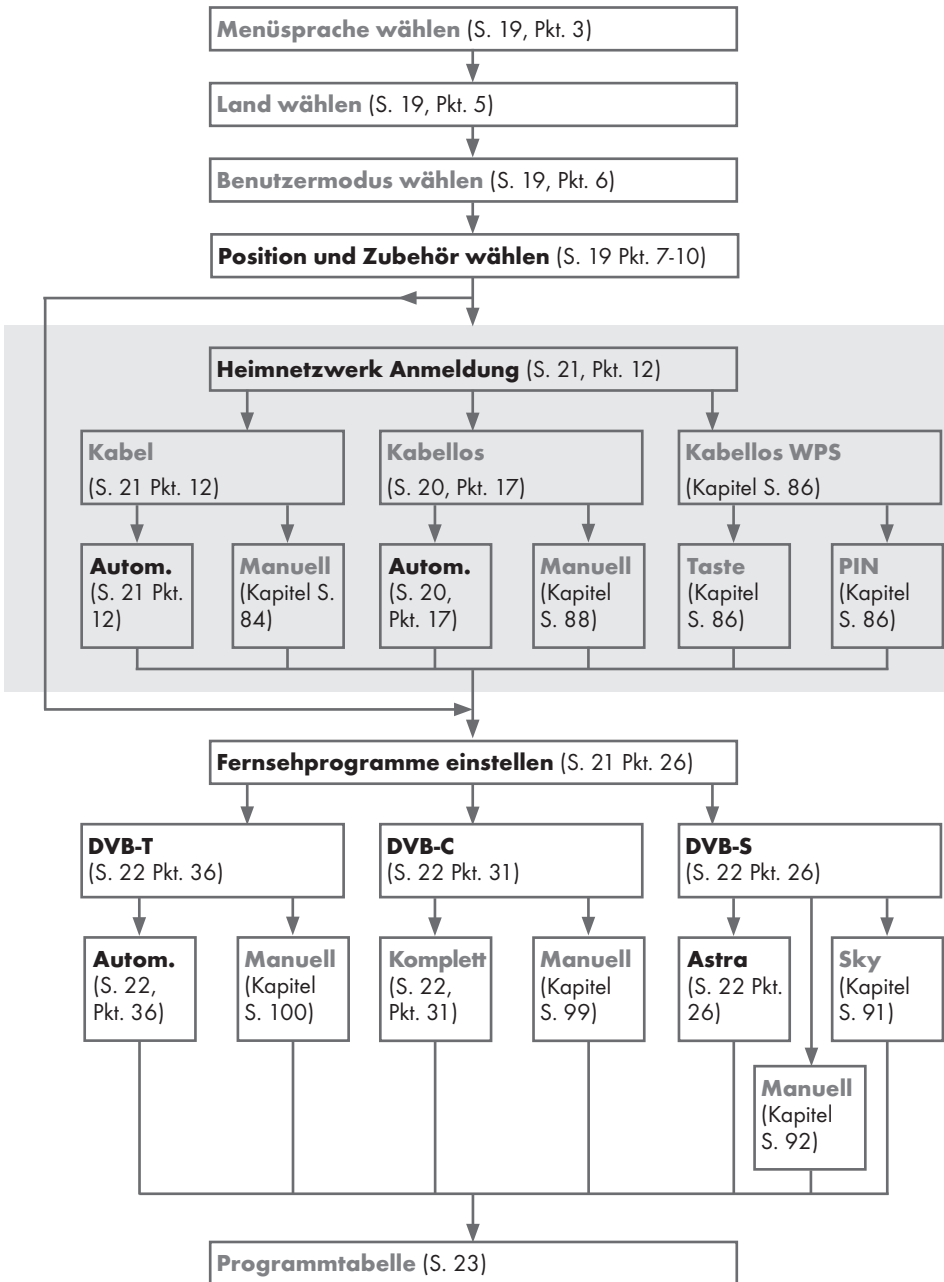 Menüsprache wählen (S. 19, Pkt. 3)
Land wählen (S. 19, Pkt. 5)
Benutzermodus wählen (S. 19, Pkt. 6)
Position und Zubehör wählen (S. 19 Pkt. 7-10)
Heimnetzwerk Anmeldung (S. 21, Pkt. 12)
Kabel
(S. 21 Pkt. 12)
Kabellos
(S. 20, Pkt. 17)
Kabellos WPS
(Kapitel S. 86)
Autom.
(S. 21 Pkt.
12)
Manuell
(Kapitel S.
84)
Autom.
(S. 20,
Pkt. 17)
Manuell
(Kapitel
S. 88)
Taste
(Kapitel
S. 86)
PIN
(Kapitel
S. 86)
Fernsehprogramme einstellen (S. 21 Pkt. 26)
DVB-T
(S. 22 Pkt. 36)
DVB-C
(S. 22 Pkt. 31)
DVB-S
(S. 22 Pkt. 26)
Autom.
(S. 22,
Pkt. 36)
Manuell
(Kapitel
S. 100)
Komplett
(S. 22,
Pkt. 31)
Manuell
(Kapitel
S. 99)
Astra
(S. 22 Pkt.
26)
Sky
(Kapitel
S. 91)
Manuell
(Kapitel
S. 92)
Programmtabelle (S. 23)